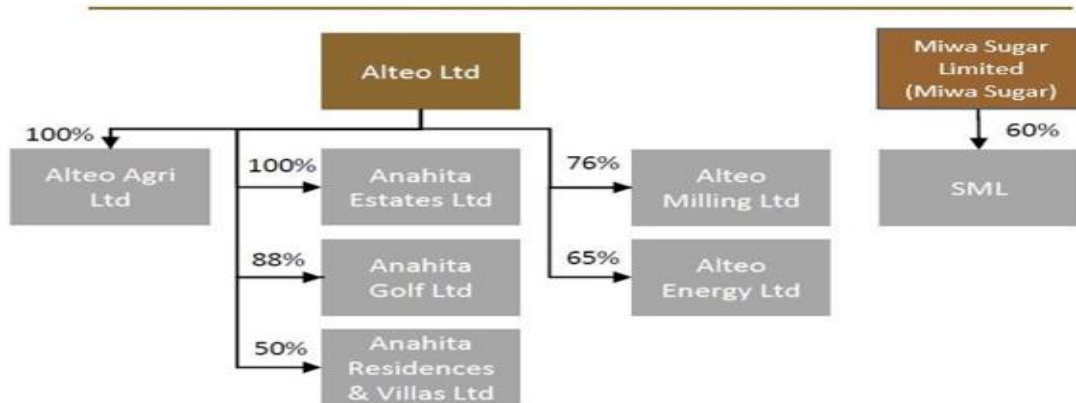 Alteo Ltd
Miwa Sugar
Limited
(Miwa Sugar)
100%
Alteo Agri
Ltd
100%
Anahita
Estates Ltd
88%
Anahita
Golf Ltd
50%
Anahita
Residences
& Villas Ltd
76%
Alteo
Milling Ltd
65%
Alteo
Energy Ltd
60%
SML